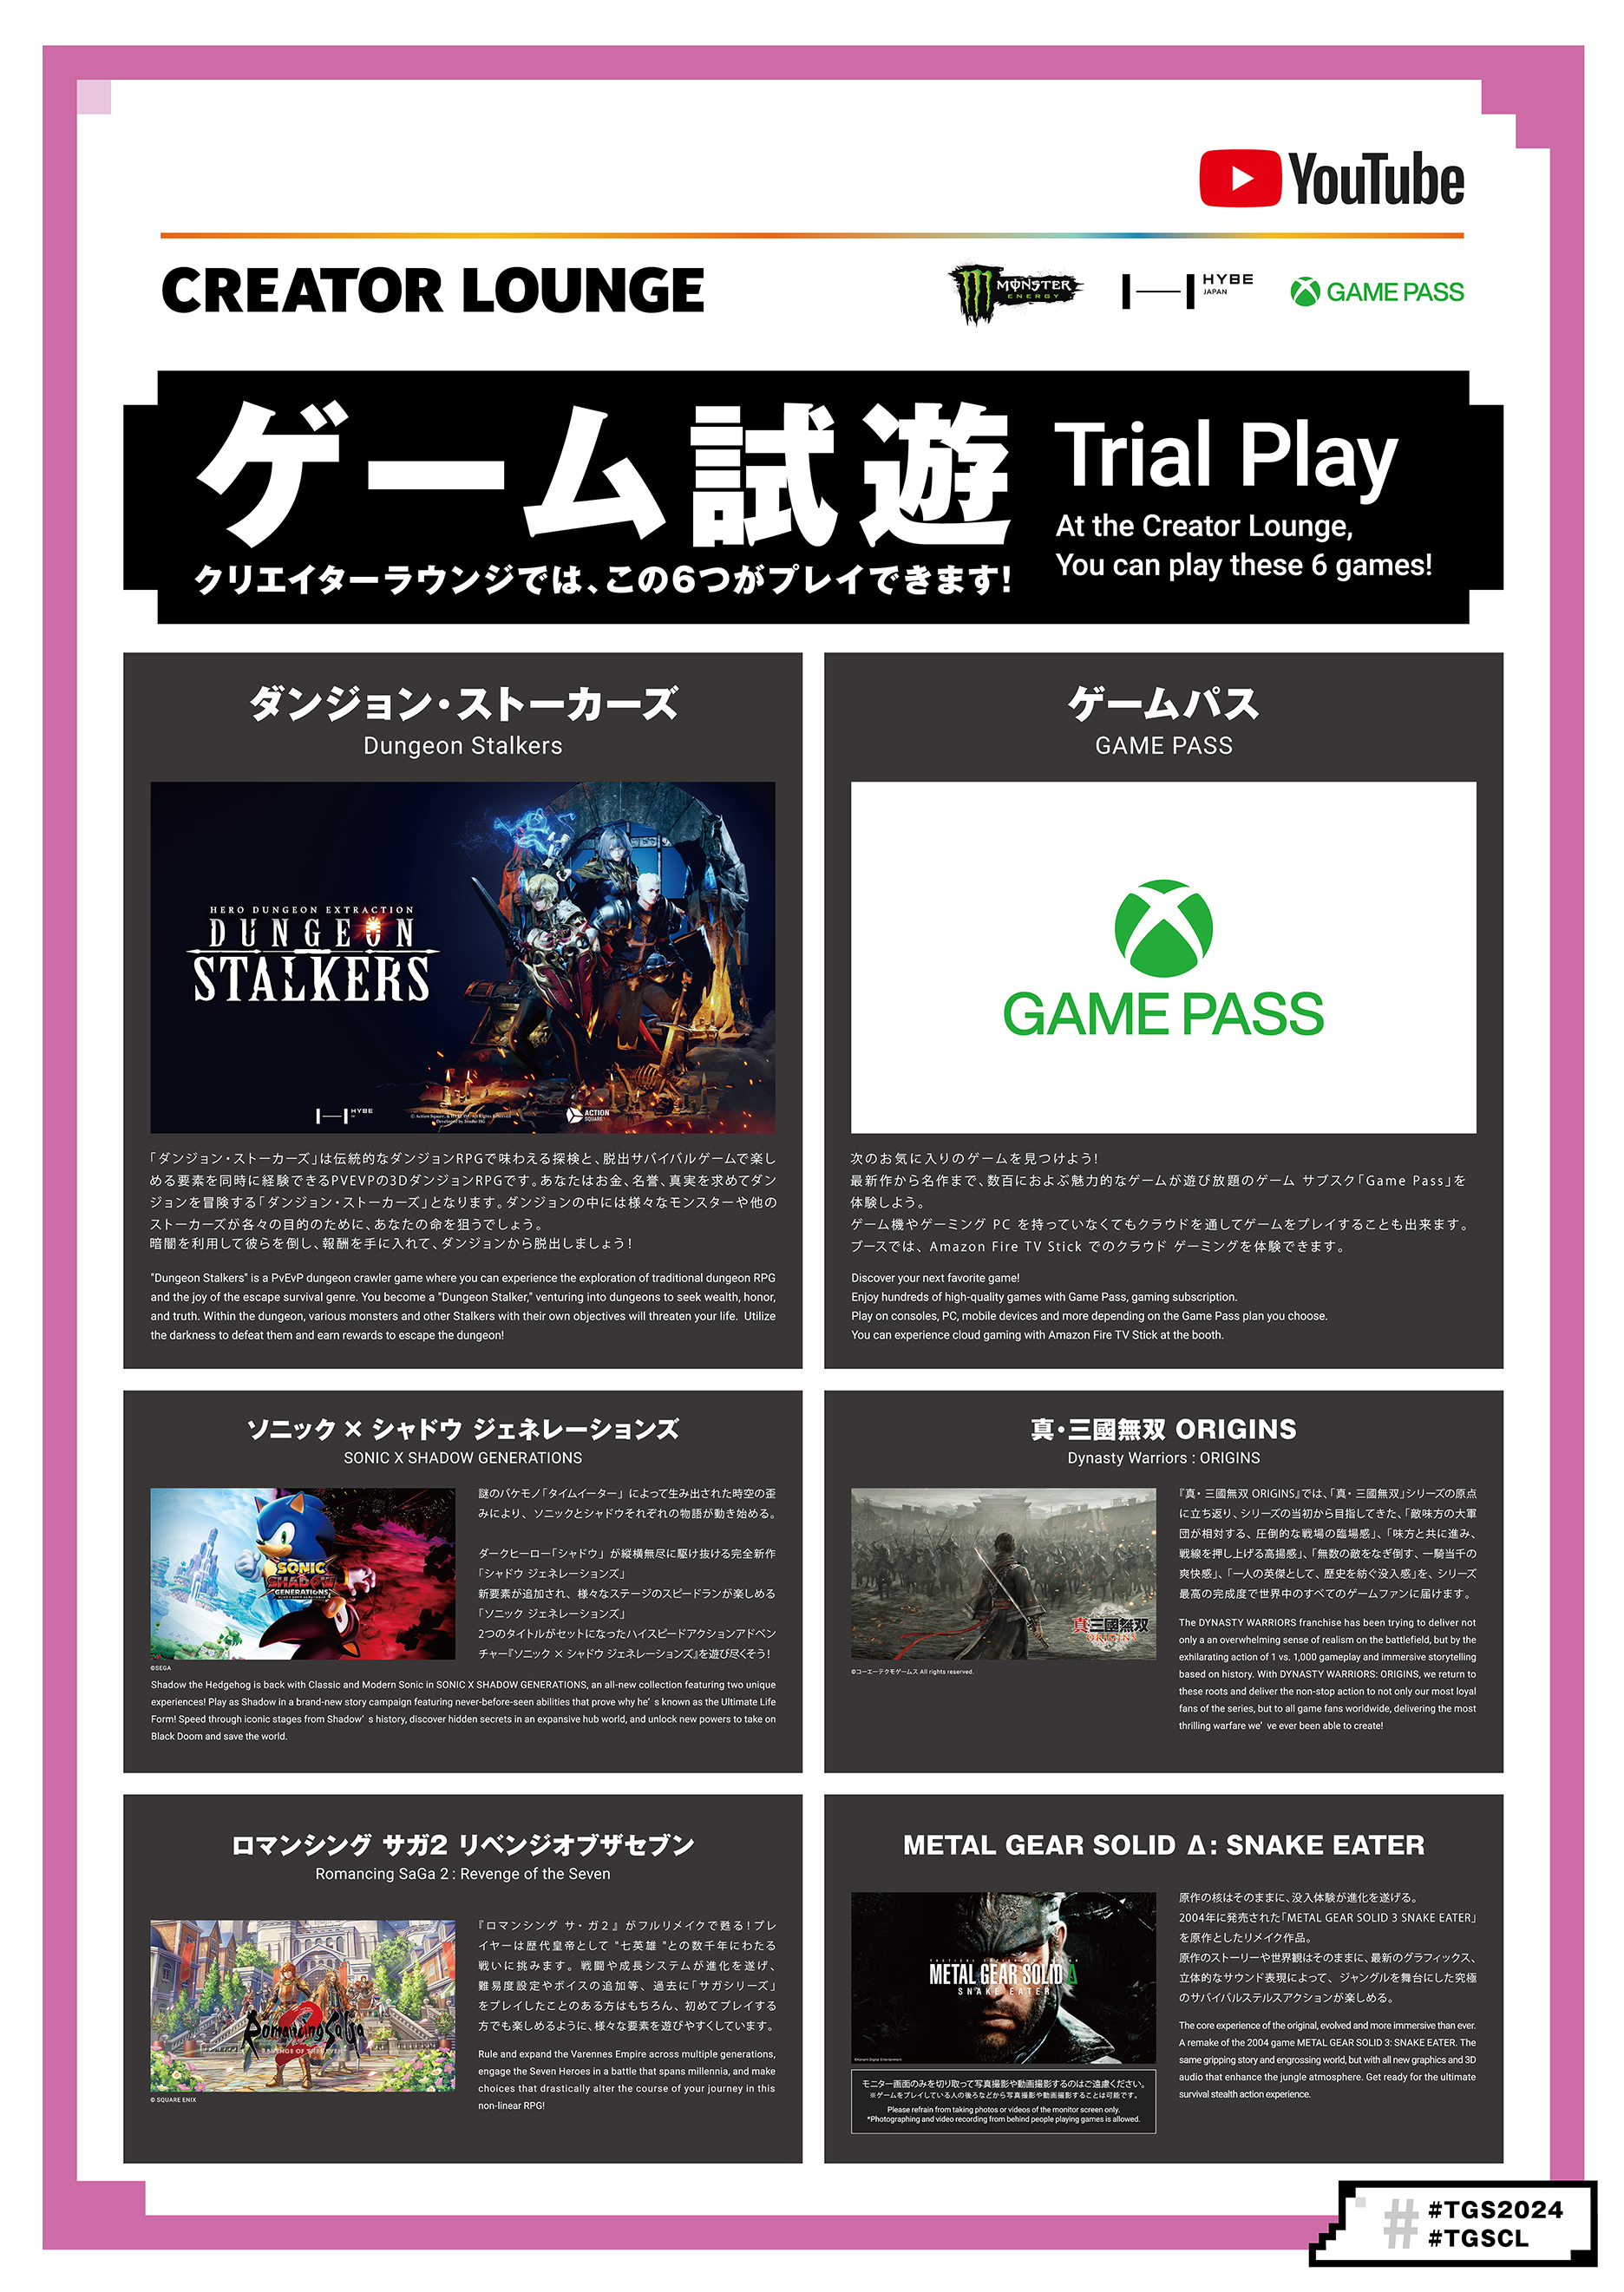 YouTube
CREATOR LOUNGE
MONSTER
ENERGY
HYBE
JAPAN
GAME PASS
ゲーム試遊
クリエイターラウンジでは、この6つがプレイできます!
Trial Play
At the Creator Lounge,
You can play these 6 games!
ダンジョン・ストーカーズ
Dungeon Stalkers
HERO DUNGEON EXTRACTION
DUNGEON
STALKERS
HYBE
ACTION
SQUARE
「ダンジョン・ストーカーズ」は伝統的なダンジョンRPGで味わえる探検と、脱出サバイバルゲームで楽し
める要素を同時に経験できるPVEVPの3DダンジョンRPGです。あなたはお金、名誉、真実を求めてダン
ジョンを冒険する「ダンジョン・ストーカーズ」となります。ダンジョンの中には様々なモンスターや他の
ストーカーズが各々の目的のために、あなたの命を狙うでしょう。
暗闇を利用して彼らを倒し、報酬を手に入れて、ダンジョンから脱出しましょう!
"Dungeon Stalkers" is a PvEvP dungeon crawler game where you can experience the exploration of traditional dungeon RPG
and the joy of the escape survival genre. You become a "Dungeon Stalker," venturing into dungeons to seek wealth, honor,
and truth. Within the dungeon, various monsters and other Stalkers with their own objectives will threaten your life. Utilize
the darkness to defeat them and earn rewards to escape the dungeon!
ゲームパス
GAME PASS
GAME PASS
次のお気に入りのゲームを見つけよう!
最新作から名作まで、数百におよぶ魅力的なゲームが遊び放題のゲーム サブスク「Game Pass」を
体験しよう。
ゲーム機やゲーミング PC を持っていなくてもクラウドを通してゲームをプレイすることも出来ます。
ブースでは、Amazon Fire TV Stick でのクラウド ゲーミングを体験できます。
Discover your next favorite game!
Enjoy hundreds of high-quality games with Game Pass, gaming subscription.
Play on consoles, PC, mobile devices and more depending on the Game Pass plan you choose.
You can experience cloud gaming with Amazon Fire TV Stick at the booth.
ソニック × シャドウ ジェネレーションズ
SONIC X SHADOW GENERATIONS
SONIC
SHADOW
GENERATIONS
©SEGA
謎のバケモノ「タイムイーター」によって生み出された時空の歪
みにより、ソニックとシャドウそれぞれの物語が動き始める。
ダークヒーロー「シャドウ」が縦横無尽に駆け抜ける完全新作
「シャドウ ジェネレーションズ」
新要素が追加され、様々なステージのスピードランが楽しめる
「ソニック ジェネレーションズ」
2つのタイトルがセットになったハイスピードアクションアドベン
チャー『ソニック × シャドウ ジェネレーションズ』を遊び尽くそう!
Shadow the Hedgehog is back with Classic and Modern Sonic in SONIC X SHADOW GENERATIONS, an all-new collection featuring two unique
experiences! Play as Shadow in a brand-new story campaign featuring never-before-seen abilities that prove why he' s known as the Ultimate Life
Form! Speed through iconic stages from Shadow' s history, discover hidden secrets in an expansive hub world, and unlock new powers to take on
Black Doom and save the world.
真・三國無双 ORIGINS
Dynasty Warriors : ORIGINS
真・三國無双
ORIGINS
©コーエーテクモゲームス All rights reserved.
『真・三國無双 ORIGINS』では、「真・三國無双」シリーズの原点
に立ち返り、シリーズの当初から目指してきた、「敵味方の大軍
団が相対する、圧倒的な戦場の臨場感」、「味方と共に進み、
戦線を押し上げる高揚感」、「無数の敵をなぎ倒す、一騎当千の
爽快感」、「一人の英傑として、歴史を紡ぐ没入感」を、シリーズ
最高の完成度で世界中のすべてのゲームファンに届けます。
The DYNASTY WARRIORS franchise has been trying to deliver not
only a an overwhelming sense of realism on the battlefield, but by the
exhilarating action of 1 vs. 1,000 gameplay and immersive storytelling
based on history. With DYNASTY WARRIORS: ORIGINS, we return to
these roots and deliver the non-stop action to not only our most loyal
fans of the series, but to all game fans worldwide, delivering the most
thrilling warfare we' ve ever been able to create!
ロマンシング サガ2 リベンジオブザセブン
Romancing SaGa 2 : Revenge of the Seven
Romancing SaGa
2
© SQUARE ENIX
『ロマンシング サ・ガ2』がフルリメイクで甦る!プレ
イヤーは歴代皇帝として "七英雄 "との数千年にわたる
戦いに挑みます。戦闘や成長システムが進化を遂げ、
難易度設定やボイスの追加等、過去に「サガシリーズ」
をプレイしたことのある方はもちろん、初めてプレイする
方でも楽しめるように、様々な要素を遊びやすくしています。
Rule and expand the Varennes Empire across multiple generations,
engage the Seven Heroes in a battle that spans millennia, and make
choices that drastically alter the course of your journey in this
non-linear RPG!
METAL GEAR SOLID Δ: SNAKE EATER
METAL GEAR SOLID Δ
SNAKE EATER
©Konami Digital Entertainment
モニター画面のみを切り取って写真撮影や動画撮影するのはご遠慮ください。
※ゲームをプレイしている人の後ろなどから写真撮影や動画撮影することは可能です。
Please refrain from taking photos or videos of the monitor screen only.
*Photographing and video recording from behind people playing games is allowed.
原作の核はそのままに、没入体験が進化を遂げる。
2004年に発売された「METAL GEAR SOLID 3 SNAKE EATER」
を原作としたリメイク作品。
原作のストーリーや世界観はそのままに、最新のグラフィックス、
立体的なサウンド表現によって、ジャングルを舞台にした究極
のサバイバルステルスアクションが楽しめる。
The core experience of the original, evolved and more immersive than ever.
A remake of the 2004 game METAL GEAR SOLID 3: SNAKE EATER. The
same gripping story and engrossing world, but with all new graphics and 3D
audio that enhance the jungle atmosphere. Get ready for the ultimate
survival stealth action experience.
# #TGS2024
#TGSCL